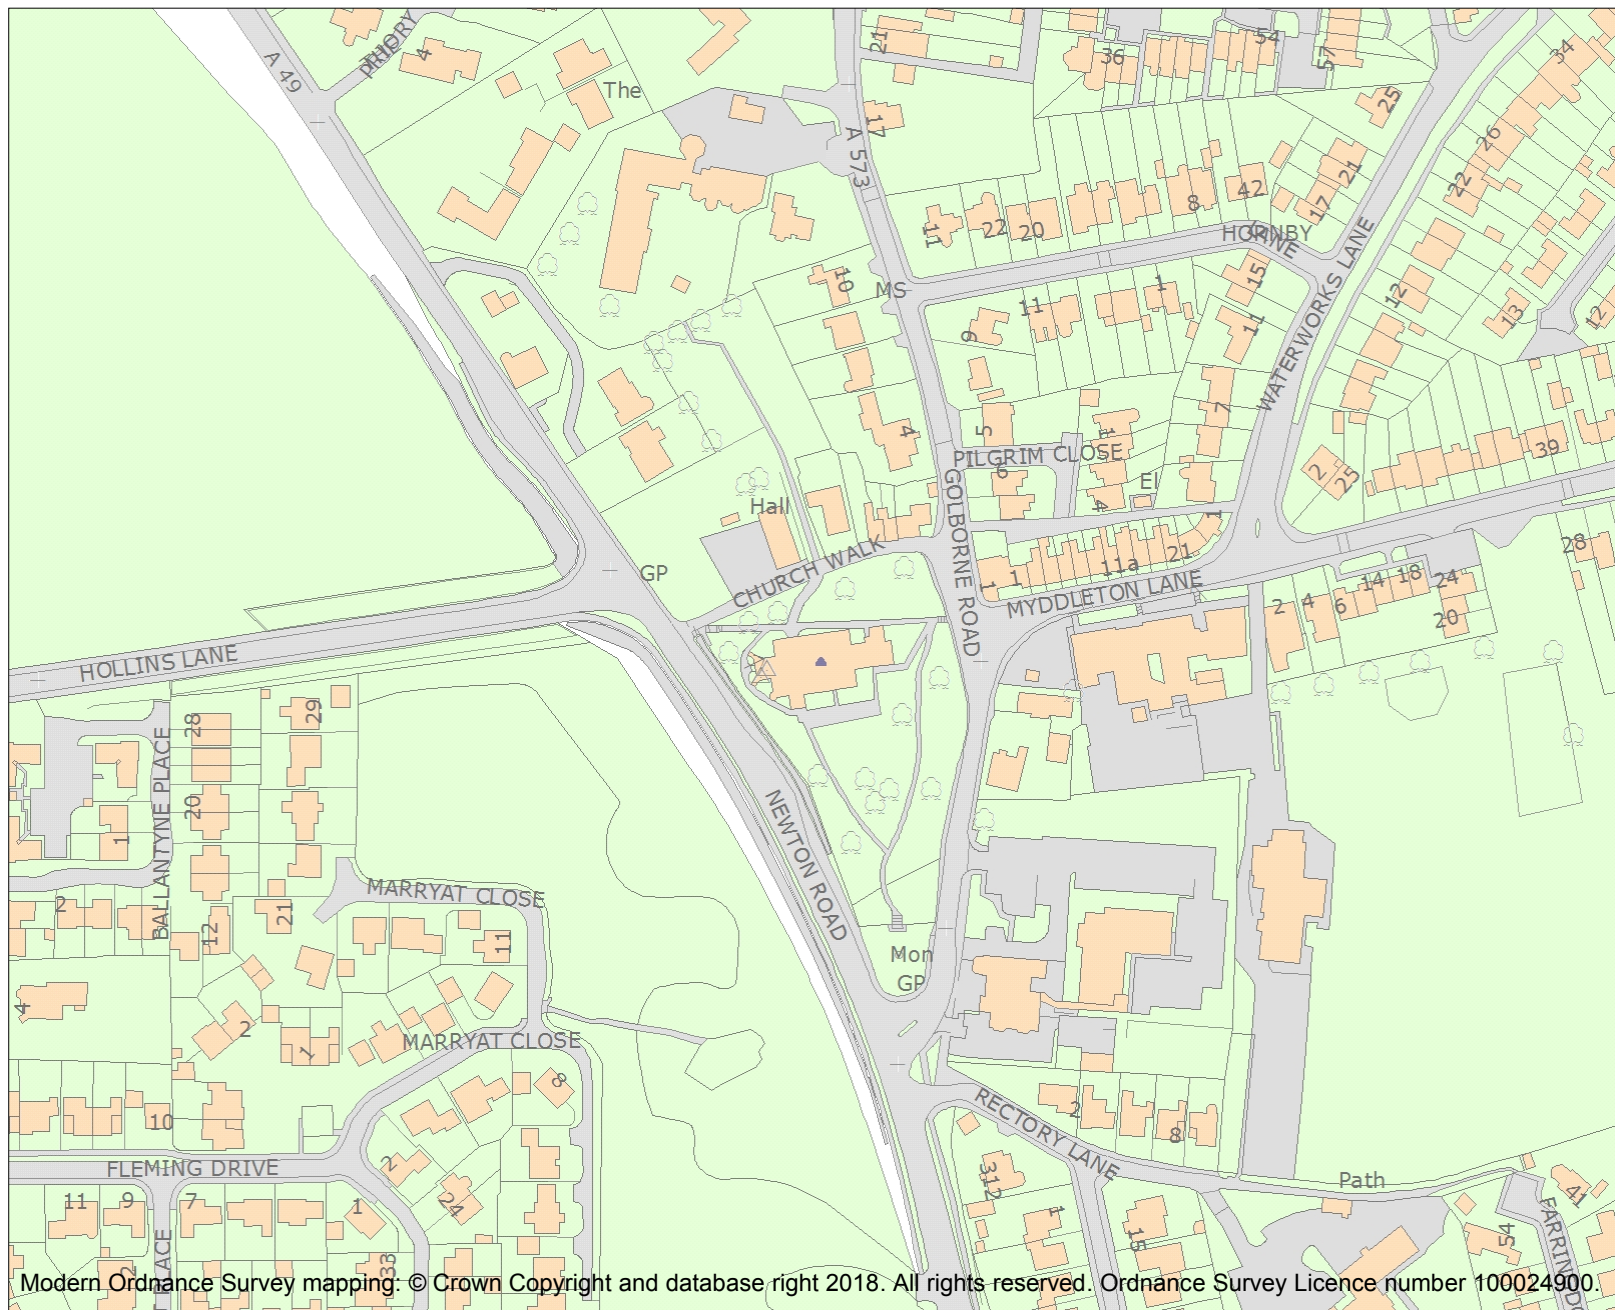 PRIORY
THE
4
A 49
The
21
36
54
57
34
25
17
A 573
26
22
21
42
8
17
11
22
20
HORNBY
LANE
10
MS
15
1
11
11
9
WATERWORKS LANE
12
13
12
7
4
5
PILGRIM CLOSE
1
6
El
4
39
2
25
Hall
GOLBORNE ROAD
1
CHURCH WALK
GP
28
21
11a
1
1
MYDDLETON LANE
14
18
24
2
4
6
20
HOLLINS LANE
28
29
BALLANTYNE PLACE
20
1
NEWTON ROAD
MARRYAT CLOSE
2
21
12
11
Mon
GP
4
2
1
MARRYAT CLOSE
8
10
RECTORY LANE
2
8
FLEMING DRIVE
2
24
312
Path
41
11
9
7
1
1
15
54
FARRIND
PLACE
2
33
Modern Ordnance Survey mapping: © Crown Copyright and database right 2018. All rights reserved. Ordnance Survey Licence number 100024900.